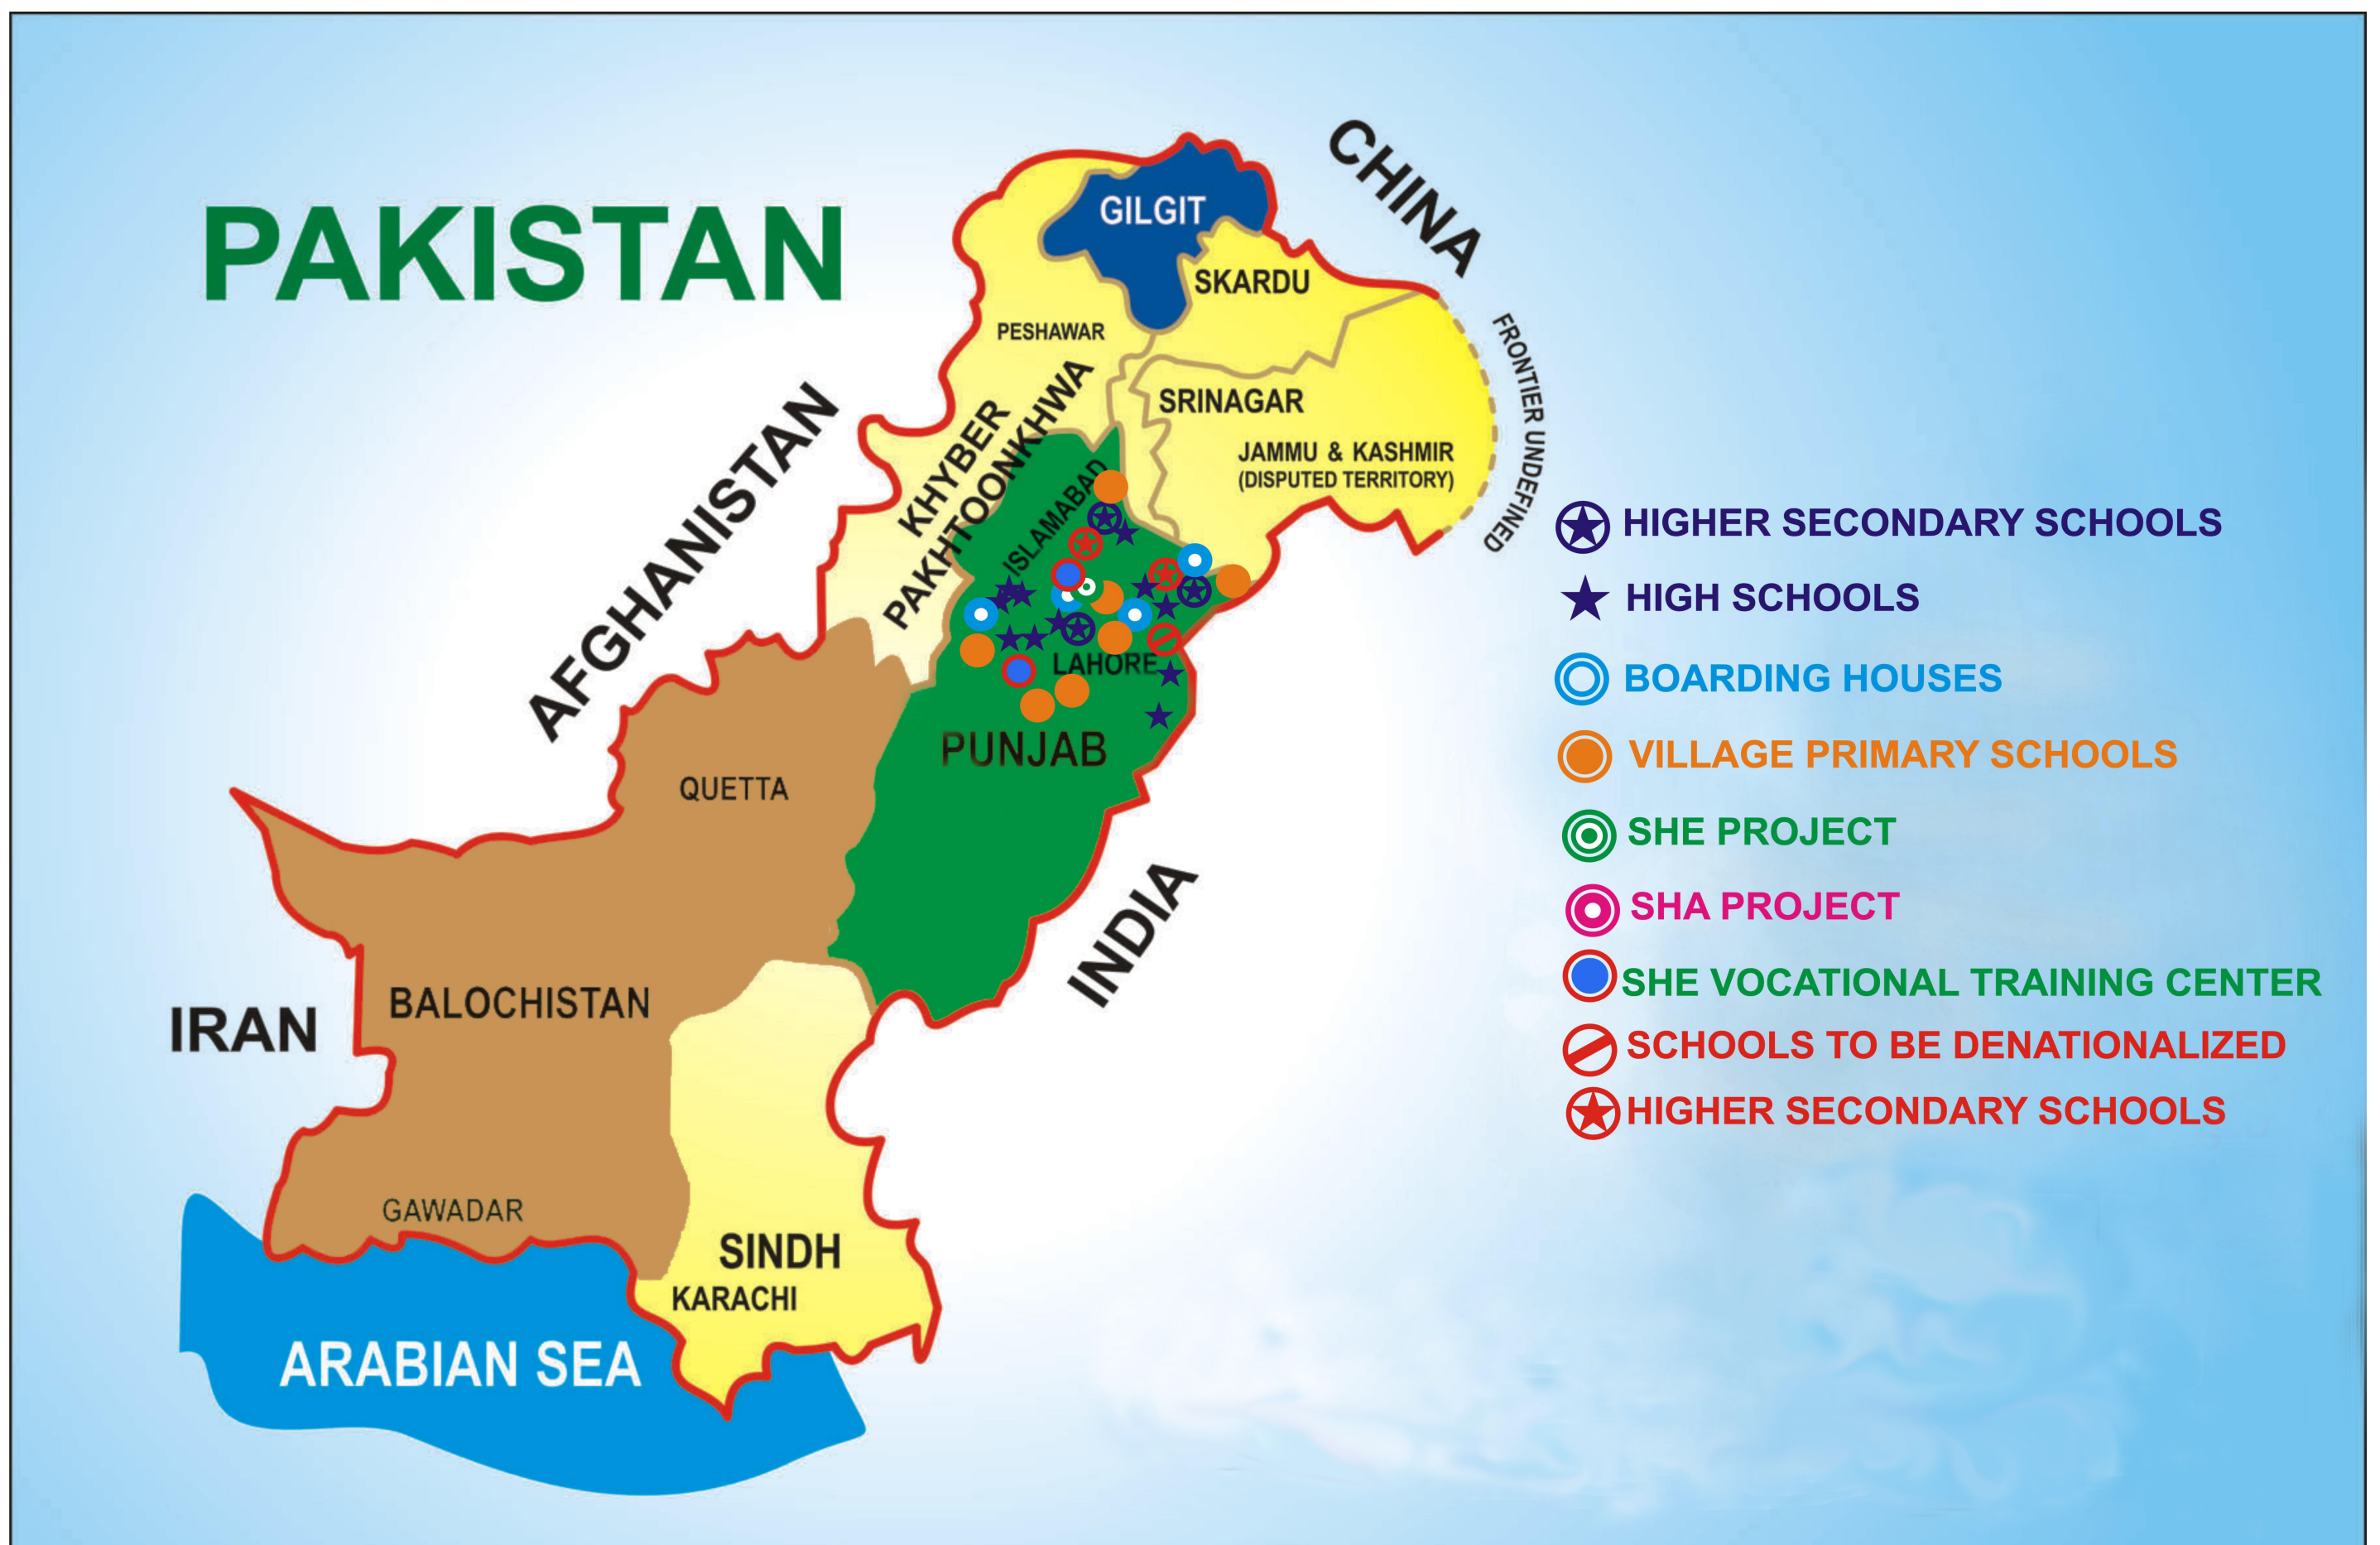 PAKISTAN
CHINA
GILGIT
SKARDU
PESHAWAR
FRONTIER UNDEFINED
KHYBER
PAKHTOONKHWA
SRINAGAR
JAMMU & KASHMIR
(DISPUTED TERRITORY)
AFGHANISTAN
ISLAMABAD
LAHORE
PUNJAB
QUETTA
INDIA
BALOCHISTAN
IRAN
GAWADAR
SINDH
KARACHI
ARABIAN SEA
HIGHER SECONDARY SCHOOLS
HIGH SCHOOLS
BOARDING HOUSES
VILLAGE PRIMARY SCHOOLS
SHE PROJECT
SHA PROJECT
SHE VOCATIONAL TRAINING CENTER
SCHOOLS TO BE DENATIONALIZED
HIGHER SECONDARY SCHOOLS